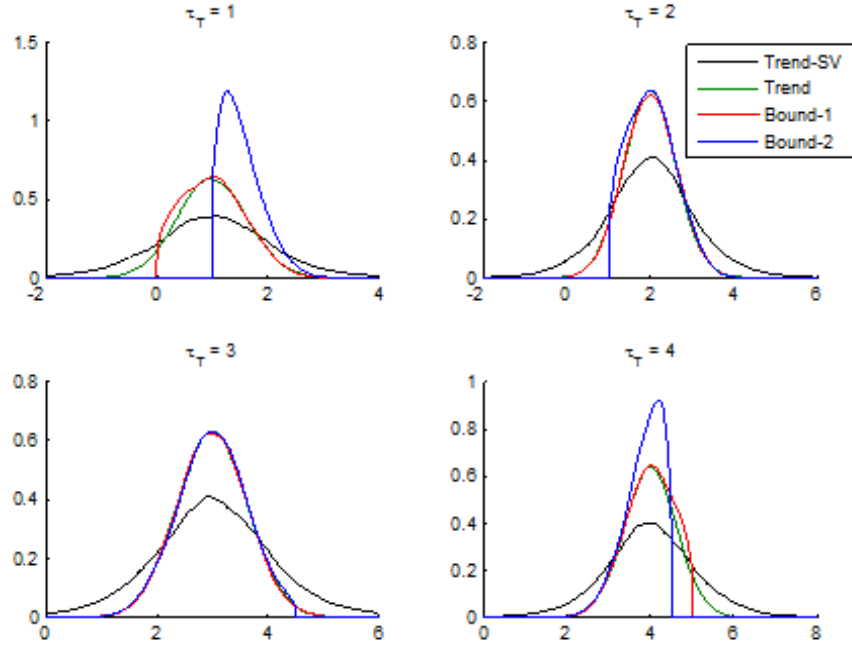 τT = 1
1.5
1
0.5
0
-2 0 2 4
τT = 2
0.8
0.6
0.4
0.2
0
-2 0 2 4 6
Trend-SV
Trend
Bound-1
Bound-2
τT = 3
0.8
0.6
0.4
0.2
0
0 2 4 6
τT = 4
1
0.8
0.6
0.4
0.2
0
0 2 4 6 8